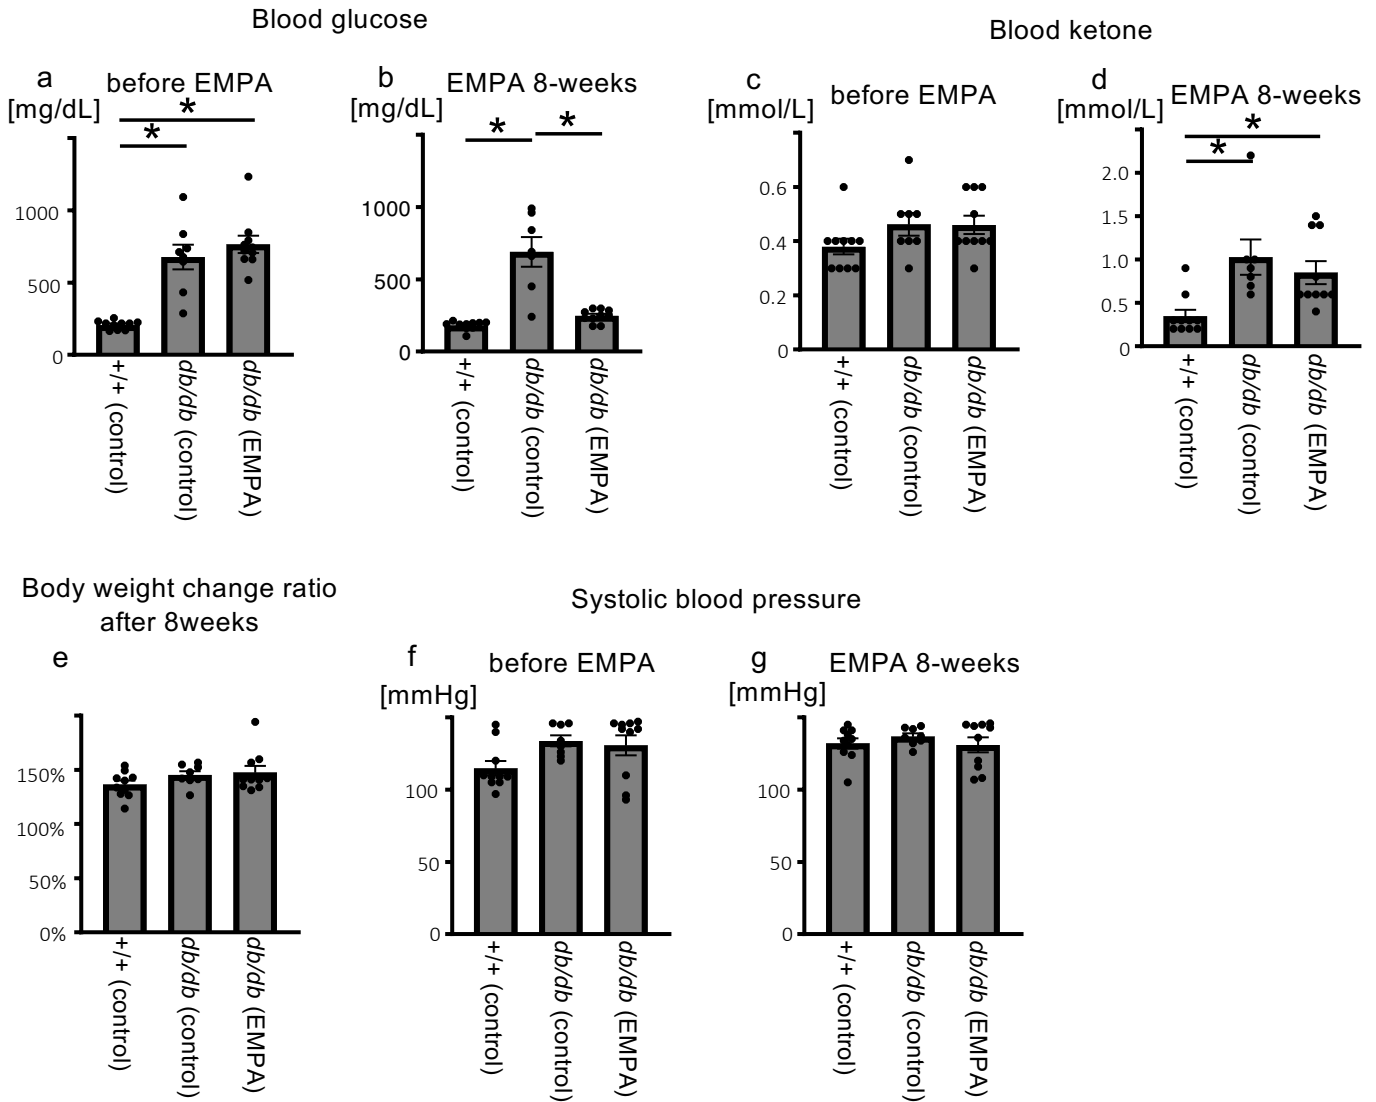 Blood glucose
Blood ketone
a
before EMPA
[mg/dL]
*
*
1000
500
0
+/+ (control)
db/db (control)
db/db (EMPA)
b
EMPA 8-weeks
[mg/dL]
*
*
1000
500
0
+/+ (control)
db/db (control)
db/db (EMPA)
c
before EMPA
[mmol/L]
0.6
0.4
0.2
0
+/+ (control)
db/db (control)
db/db (EMPA)
d
EMPA 8-weeks
[mmol/L]
*
*
2.0
1.5
1.0
0.5
0
+/+ (control)
db/db (control)
db/db (EMPA)
Body weight change ratio
after 8weeks
Systolic blood pressure
e
150%
100%
50%
0%
+/+ (control)
db/db (control)
db/db (EMPA)
f
before EMPA
[mmHg]
100
50
0
+/+ (control)
db/db (control)
db/db (EMPA)
g
EMPA 8-weeks
[mmHg]
100
50
0
+/+ (control)
db/db (control)
db/db (EMPA)